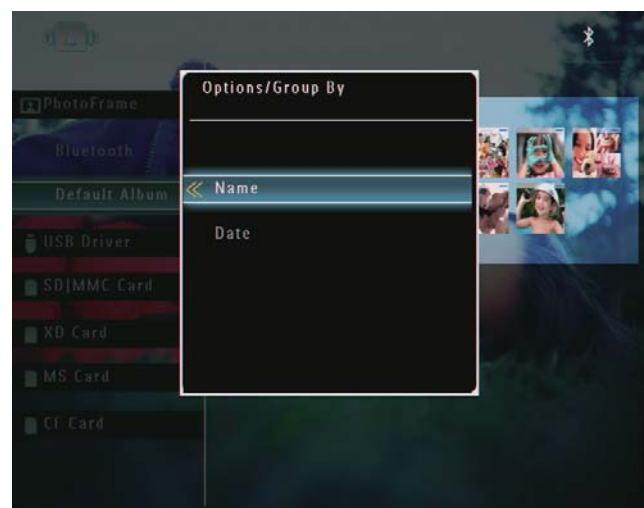 Options/Group By
Name
Date
PhotoFrame
Bluetooth
Default Album
USB Driver
SD|MMC Card
XD Card
MS Card
CF Card